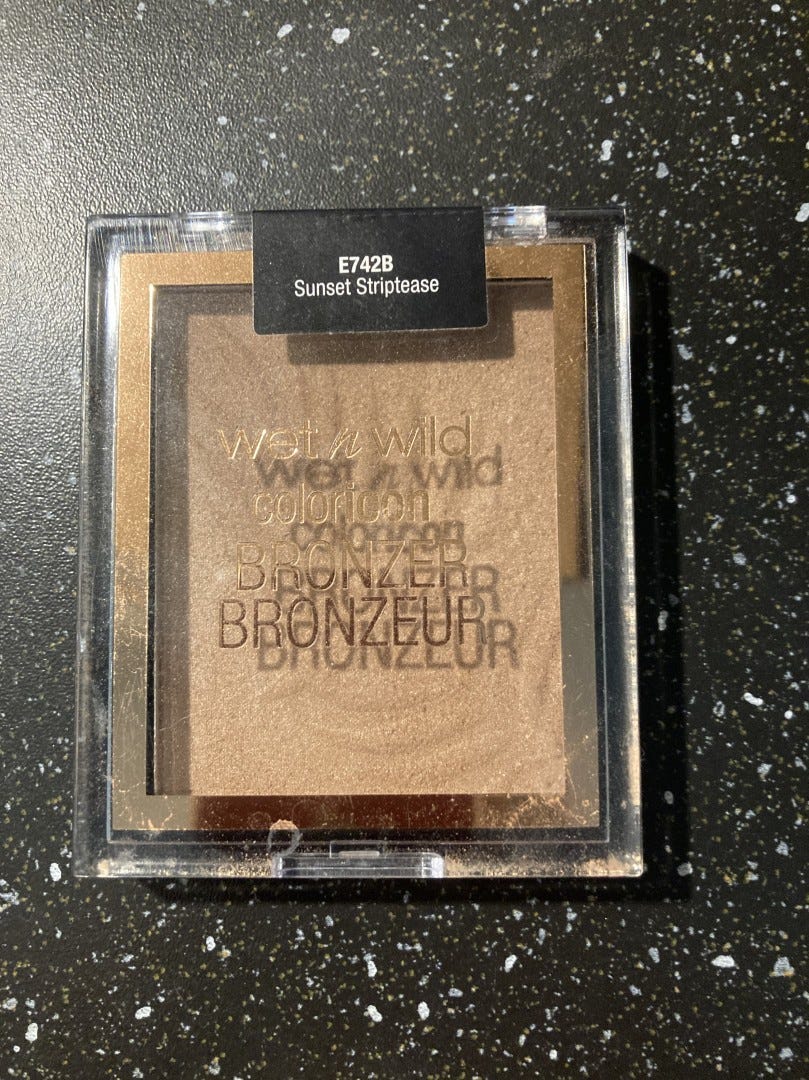 E742B
Sunset Striptease
wet n wild
coloricon
BRONZER
BRONZEUR